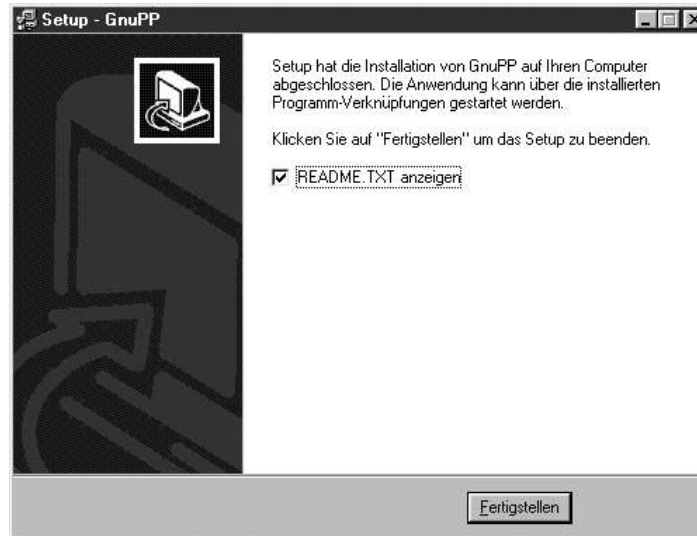 Setup - GnuPP
Setup hat die Installation von GnuPP auf Ihren Computer
abgeschlossen. Die Anwendung kann über die installierten
Programm-Verknüpfungen gestartet werden.
Klicken Sie auf "Fertigstellen" um das Setup zu beenden.
README.TXT anzeigen
Fertigstellen